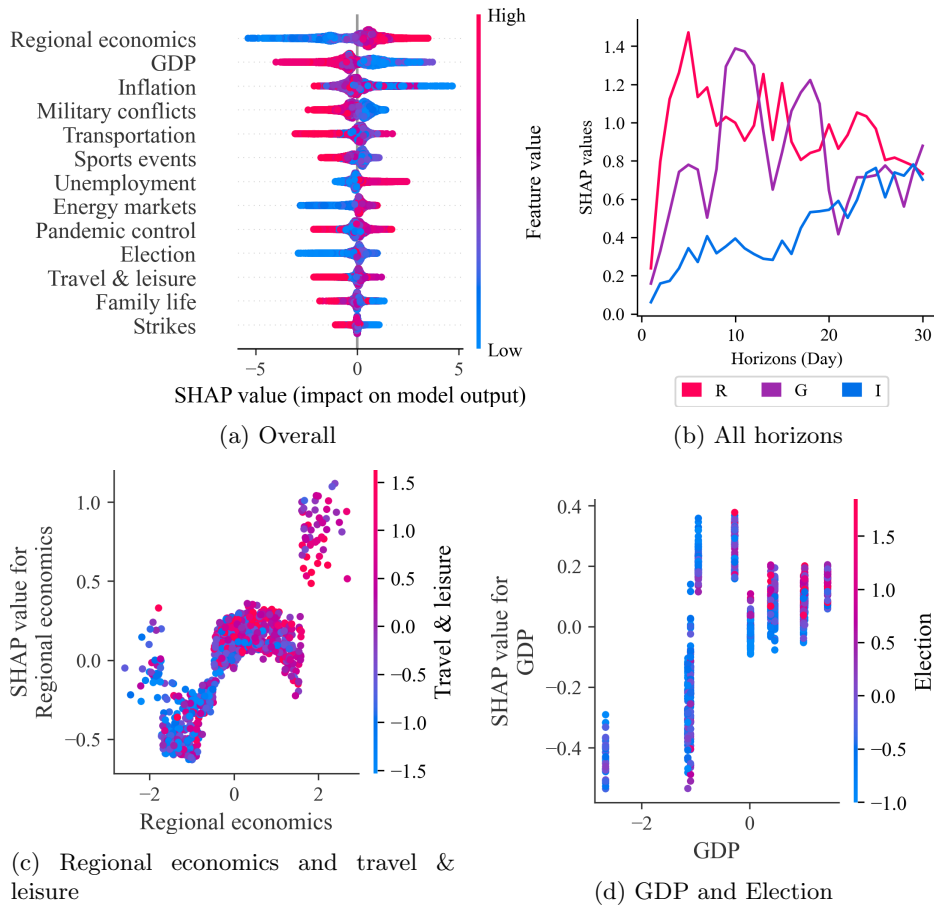 Regional economics
GDP
Inflation
Military conflicts
Transportation
Sports events
Unemployment
Energy markets
Pandemic control
Election
Travel & leisure
Family life
Strikes
−5 0 5
SHAP value (impact on model output)
High
Feature value
Low
(a) Overall
SHAP values
1.4
1.2
1.0
0.8
0.6
0.4
0.2
0.0
0 10 20 30
Horizons (Day)
R G I
(b) All horizons
SHAP value for
Regional economics
1.0
0.5
0.0
−0.5
−2 0 2
Regional economics
1.5
1.0
0.5
0.0
−0.5
−1.0
−1.5
Travel & leisure
(c) Regional economics and travel &
leisure
SHAP value for
GDP
0.4
0.2
0.0
−0.2
−0.4
−2 0
GDP
1.5
1.0
0.5
0.0
−0.5
−1.0
Election
(d) GDP and Election